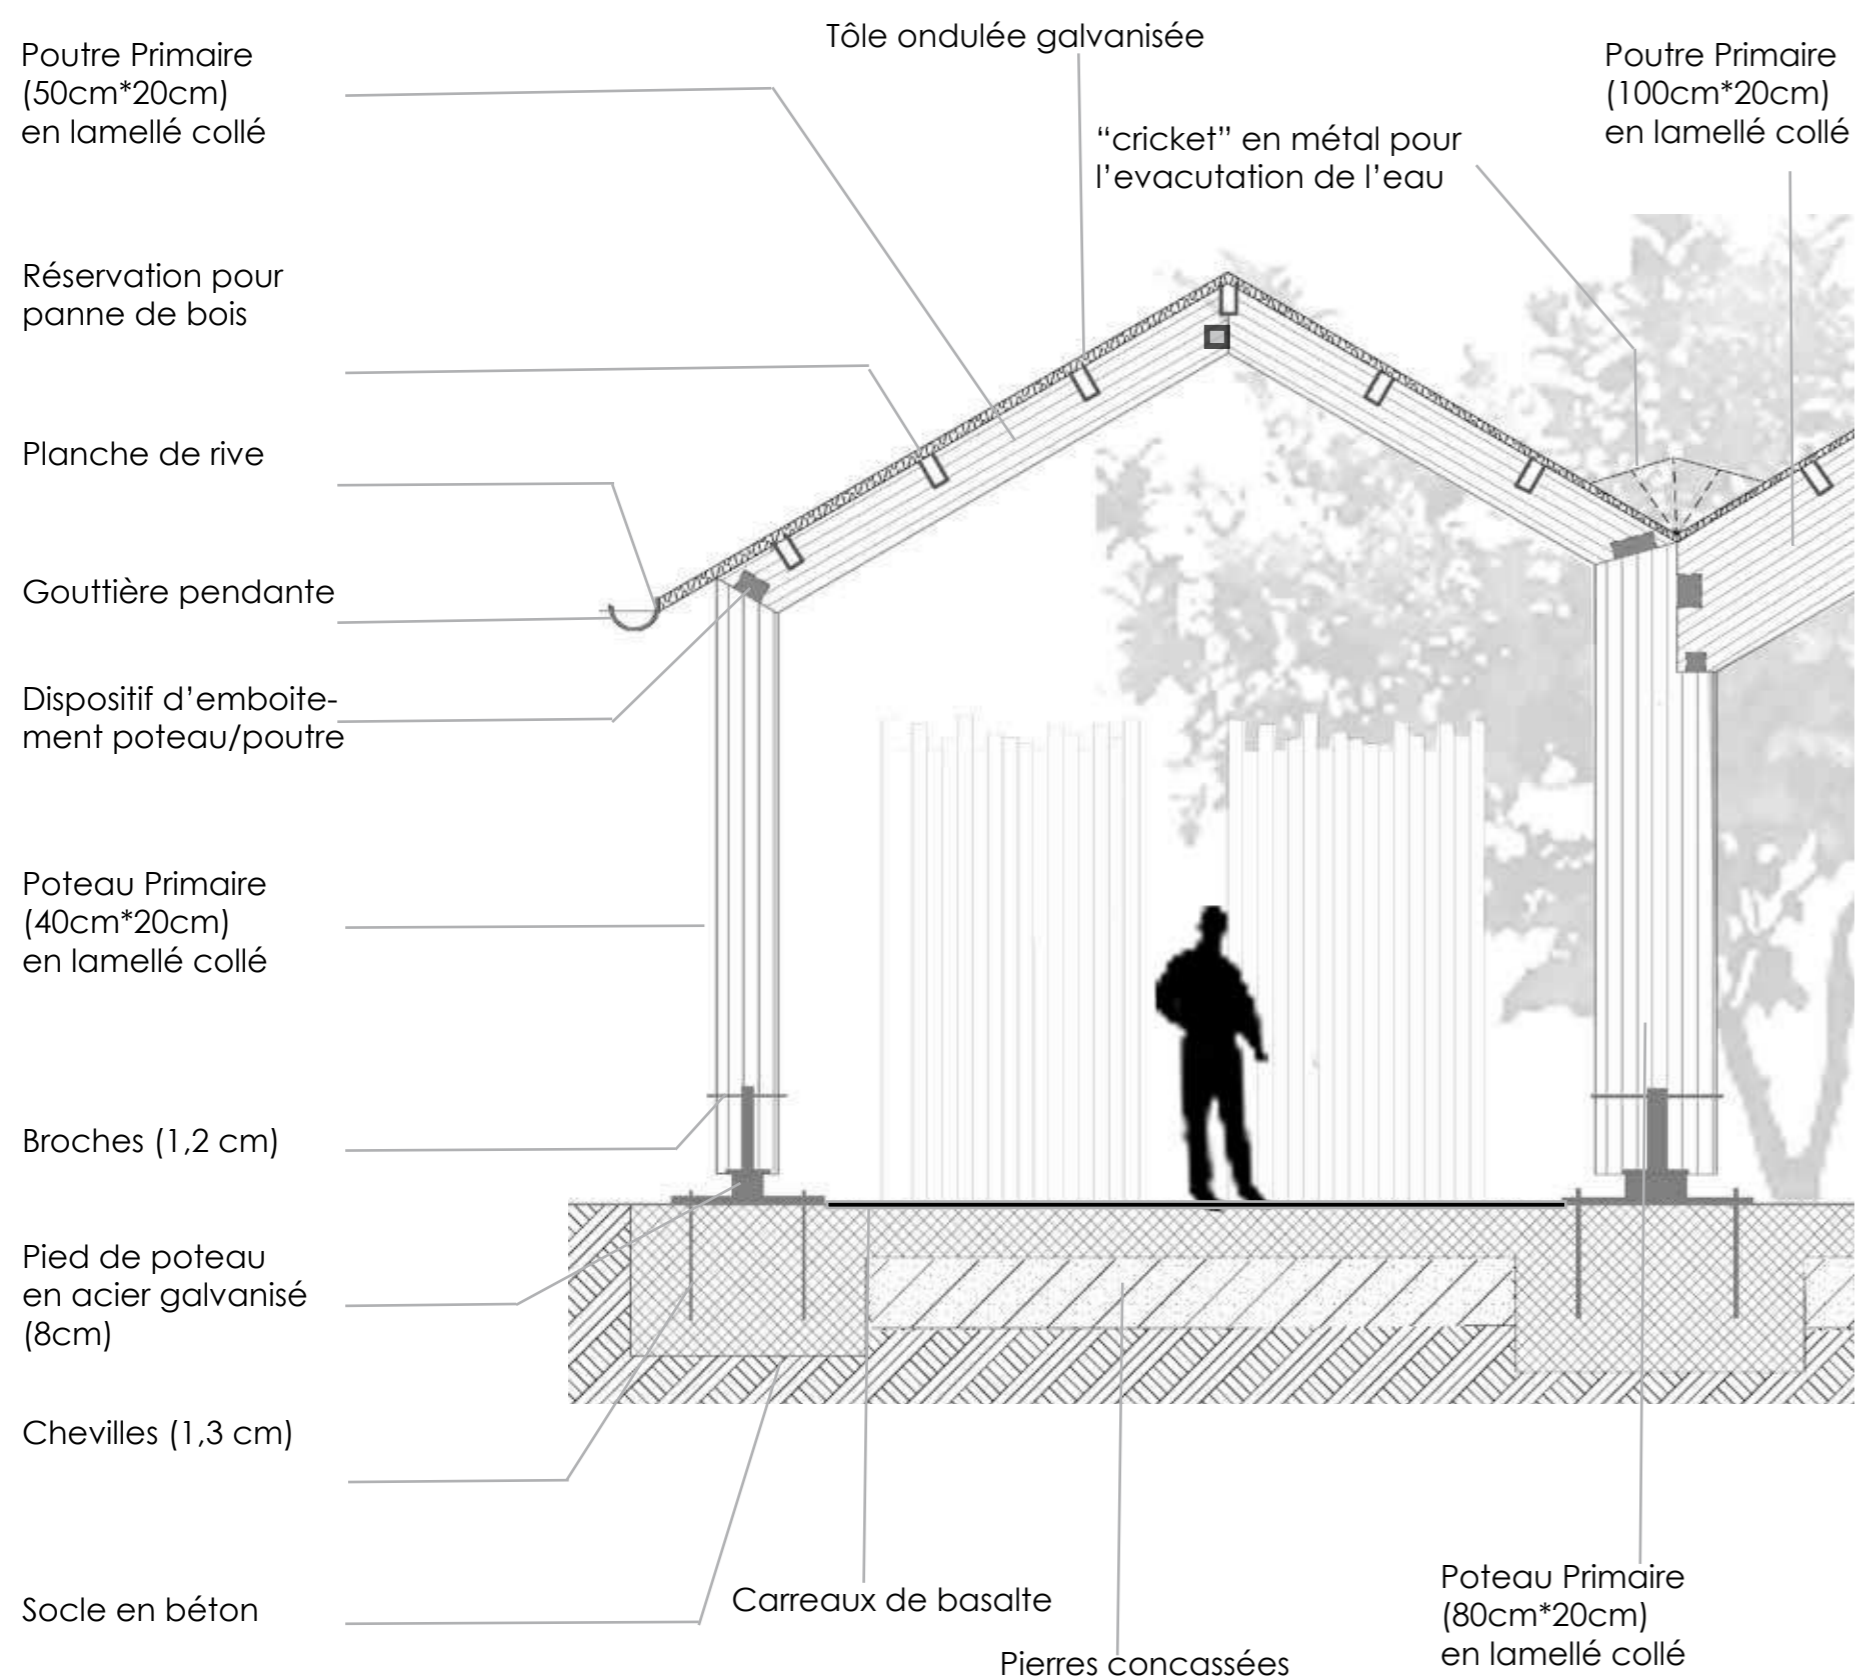 Poutre Primaire
(50cm*20cm)
en lamellé collé
Tôle ondulée galvanisée
“cricket” en métal pour
l’evacutation de l’eau
Poutre Primaire
(100cm*20cm)
en lamellé collé
Réservation pour
panne de bois
Planche de rive
Gouttière pendante
Dispositif d’emboite-
ment poteau/poutre
Poteau Primaire
(40cm*20cm)
en lamellé collé
Broches (1,2 cm)
Pied de poteau
en acier galvanisé
(8cm)
Chevilles (1,3 cm)
Socle en béton
Carreaux de basalte
Pierres concassées
Poteau Primaire
(80cm*20cm)
en lamellé collé